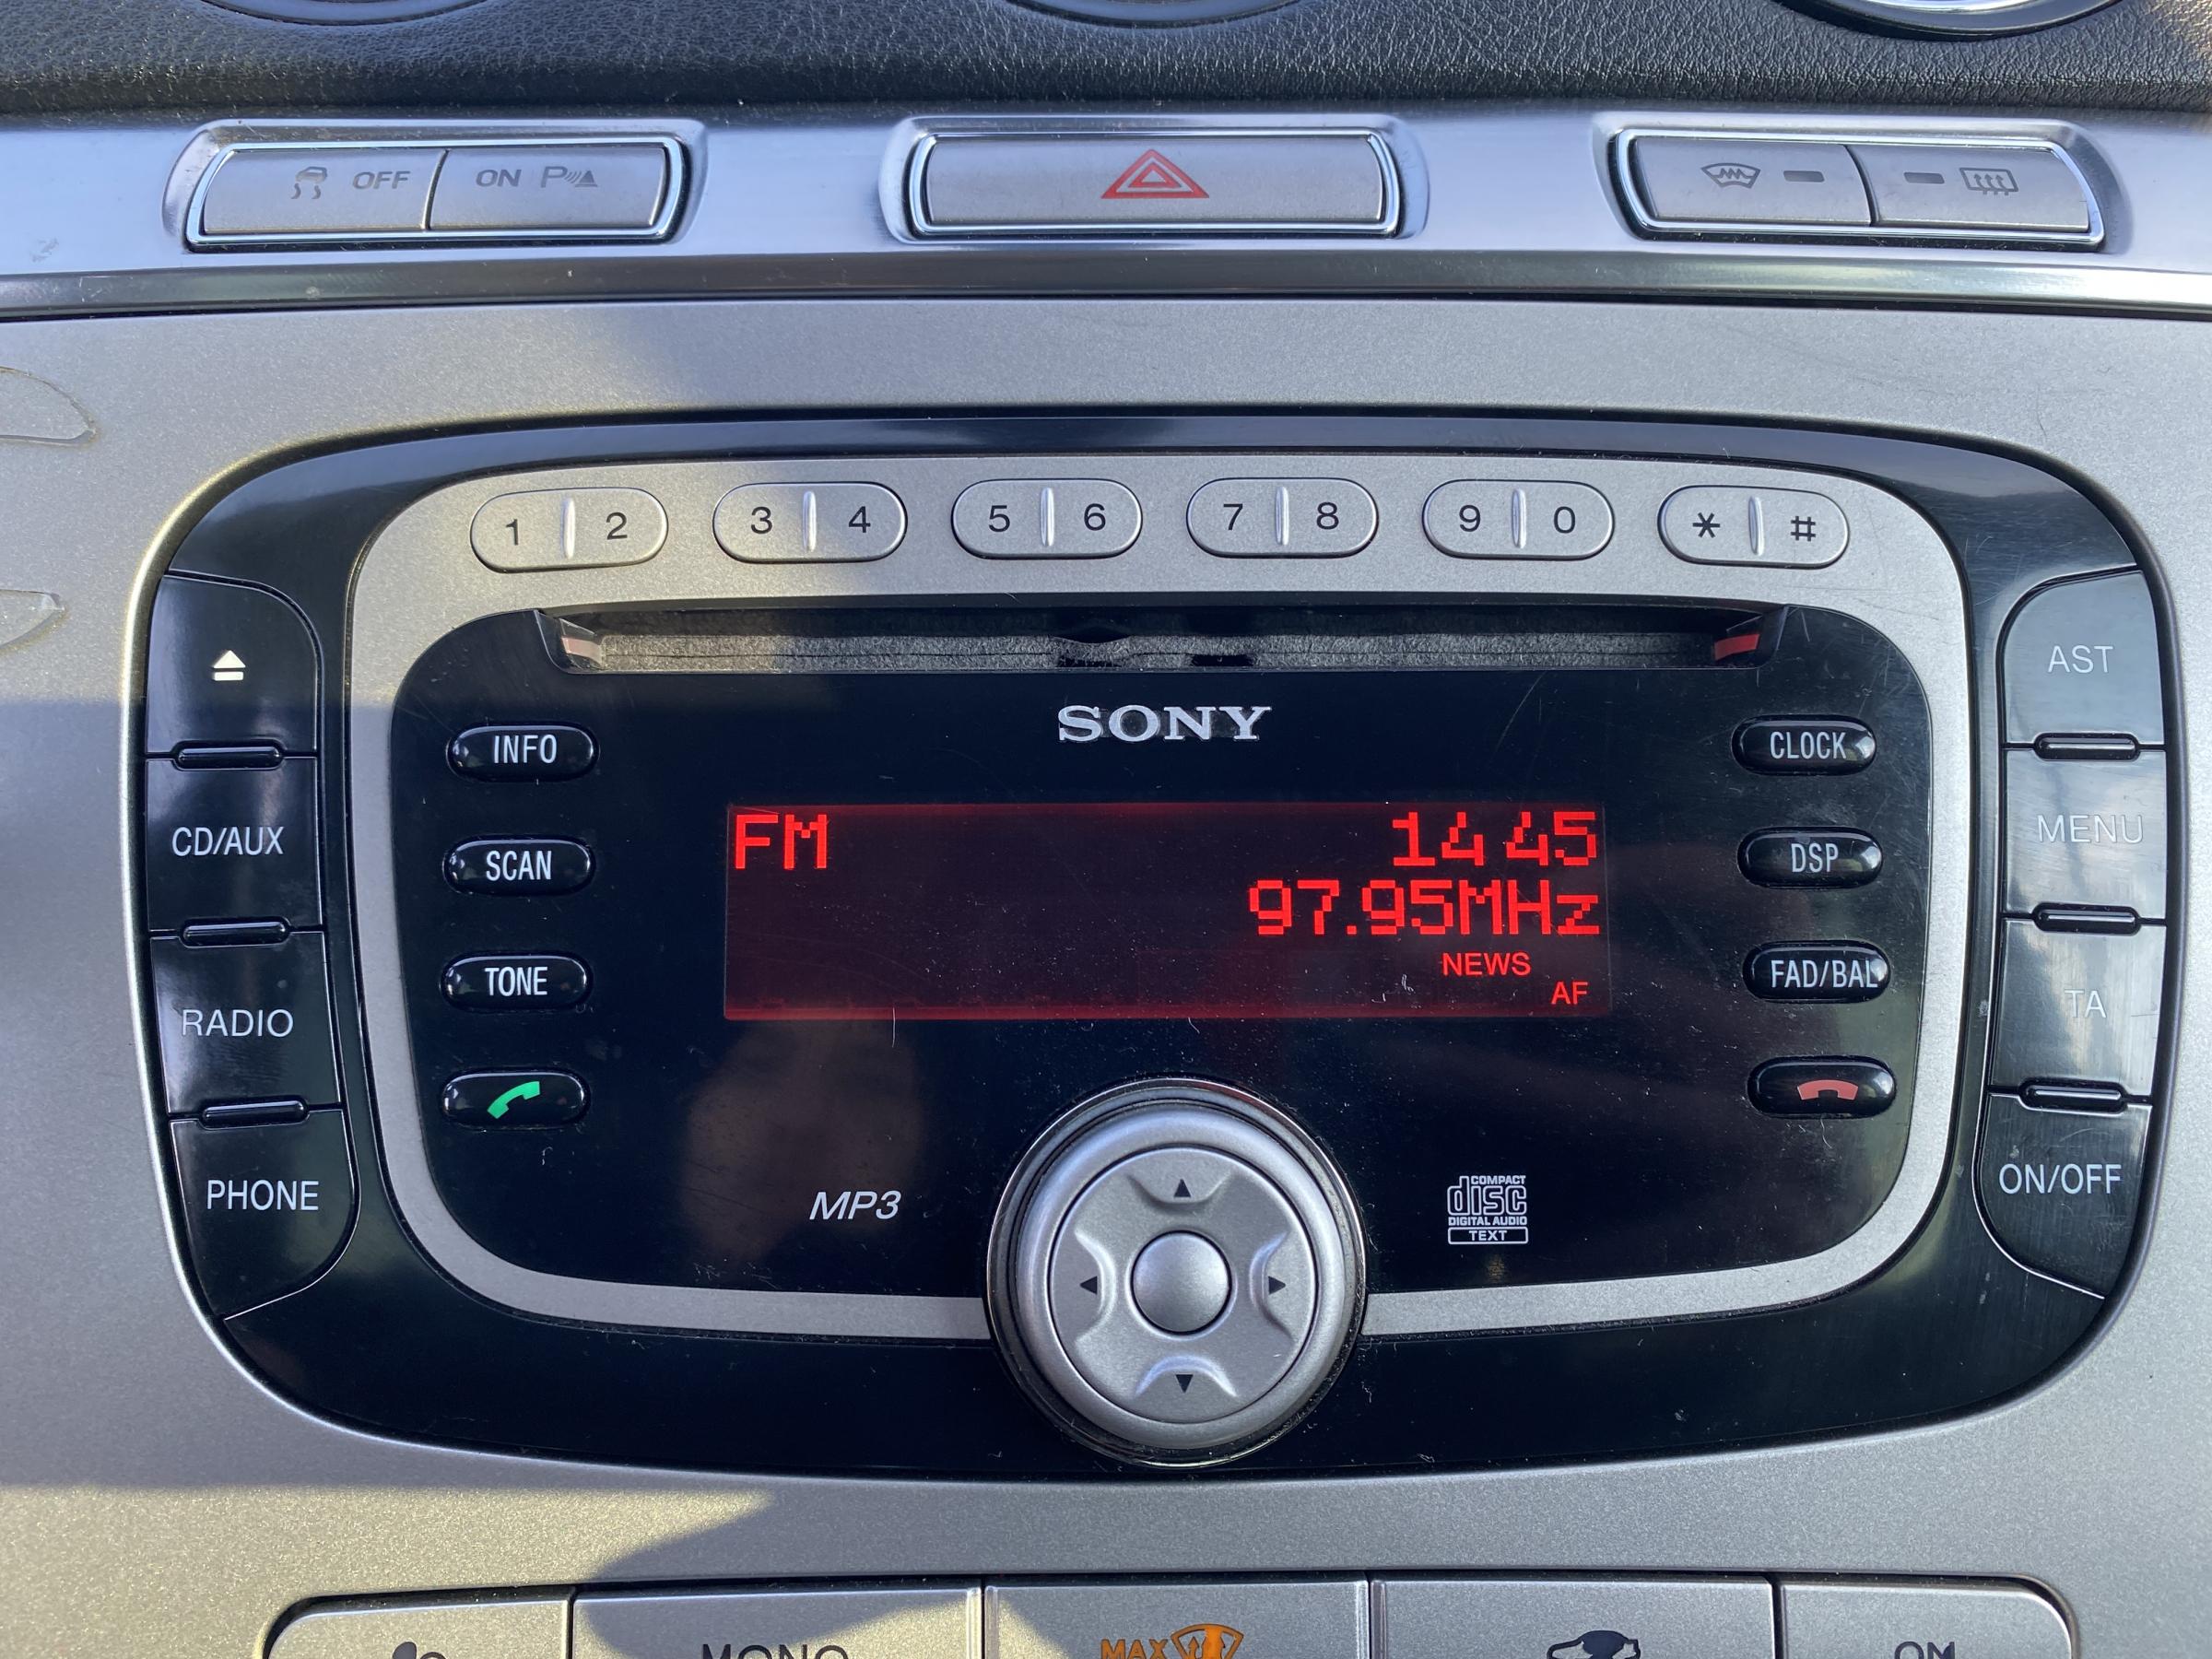 OFF ON P
1 2 3 4 5 6 7 8 9 0 * #
SONY
AST
INFO
CLOCK
FM 14 45
CD/AUX
MENU
SCAN
DSP
97.95MHz
NEWS
AF
TONE
FAD/BAL
RADIO
TA
PHONE
MP3
COMPACT
disc
DIGITAL AUDIO
TEXT
ON/OFF
MONO
MAX